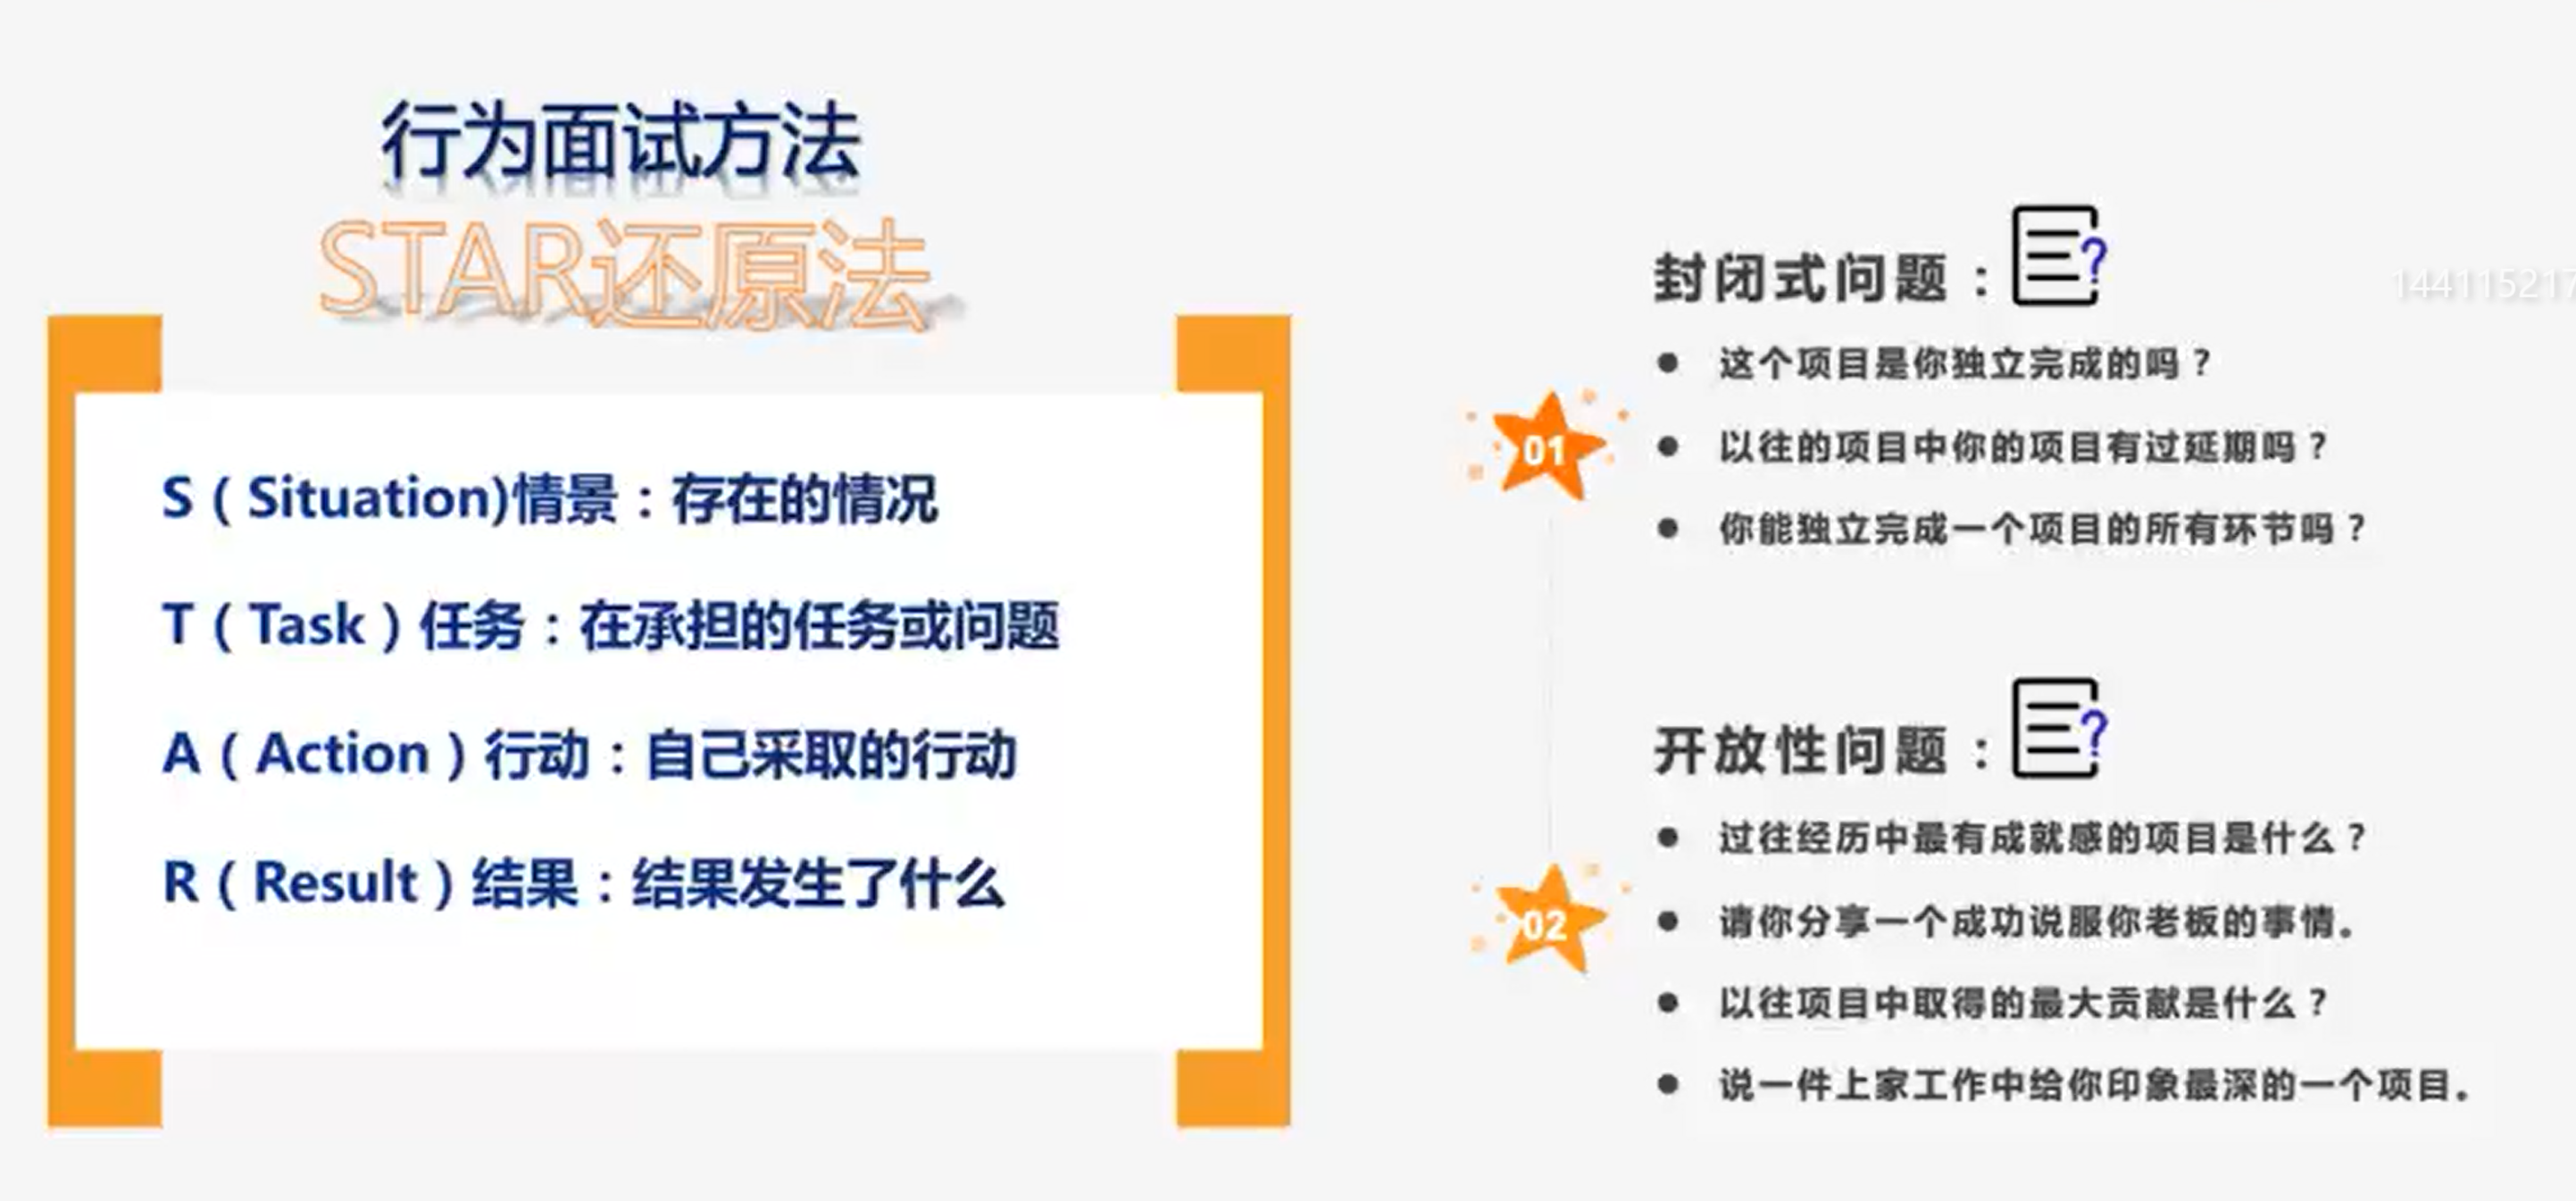 行为面试方法
STAR还原法
S（Situation)情景：存在的情况
T（Task）任务：在承担的任务或问题
A（Action）行动：自己采取的行动
R（Result）结果：结果发生了什么
01
封闭式问题：
● 这个项目是你独立完成的吗？
● 以往的项目中你的项目有过延期吗？
● 你能独立完成一个项目的所有环节吗？
02
开放性问题：
● 过往经历中最有成就感的项目是什么？
● 请你分享一个成功说服你老板的事情。
● 以往项目中取得的最大贡献是什么？
● 说一件上家工作中给你印象最深的一个项目。
144115217